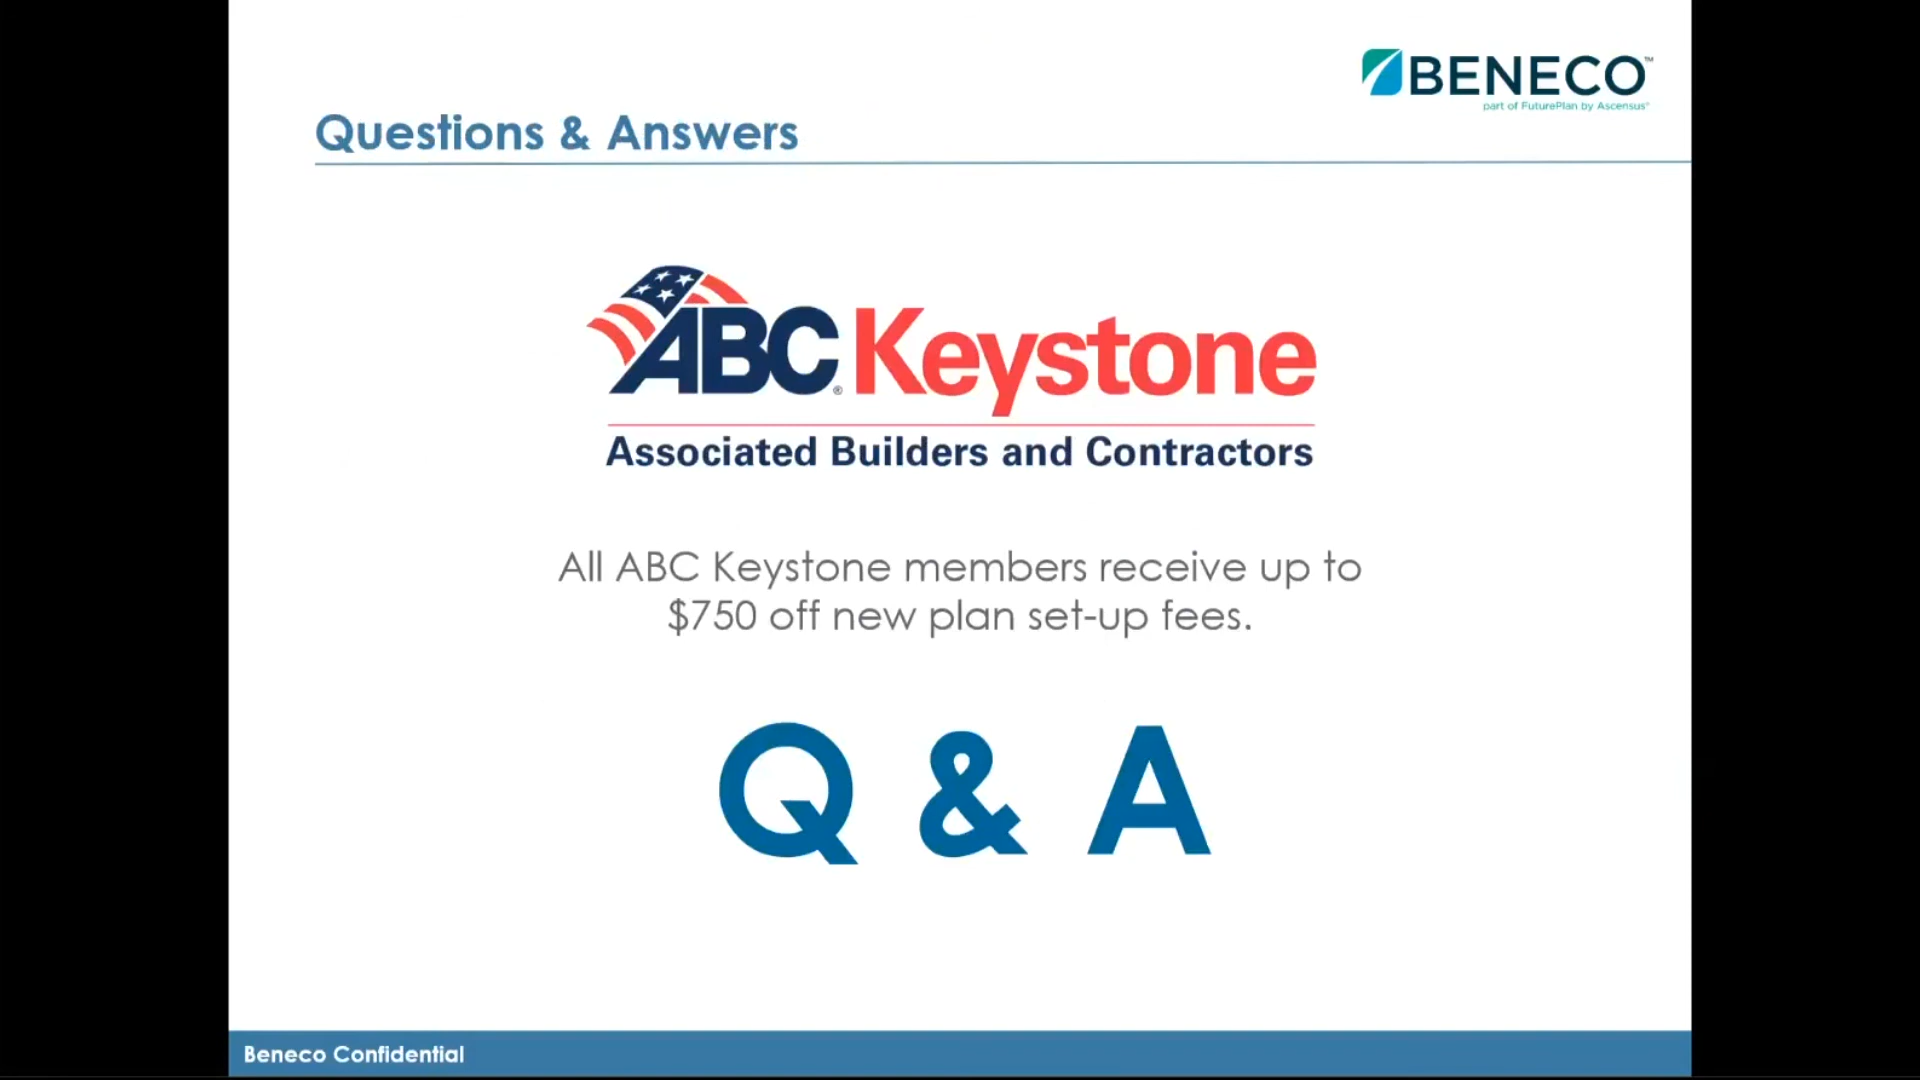 BENECO™
part of FuturePlan by Ascensus®
Questions & Answers
ABC® Keystone
Associated Builders and Contractors
All ABC Keystone members receive up to
$750 off new plan set-up fees.
Q & A
Beneco Confidential